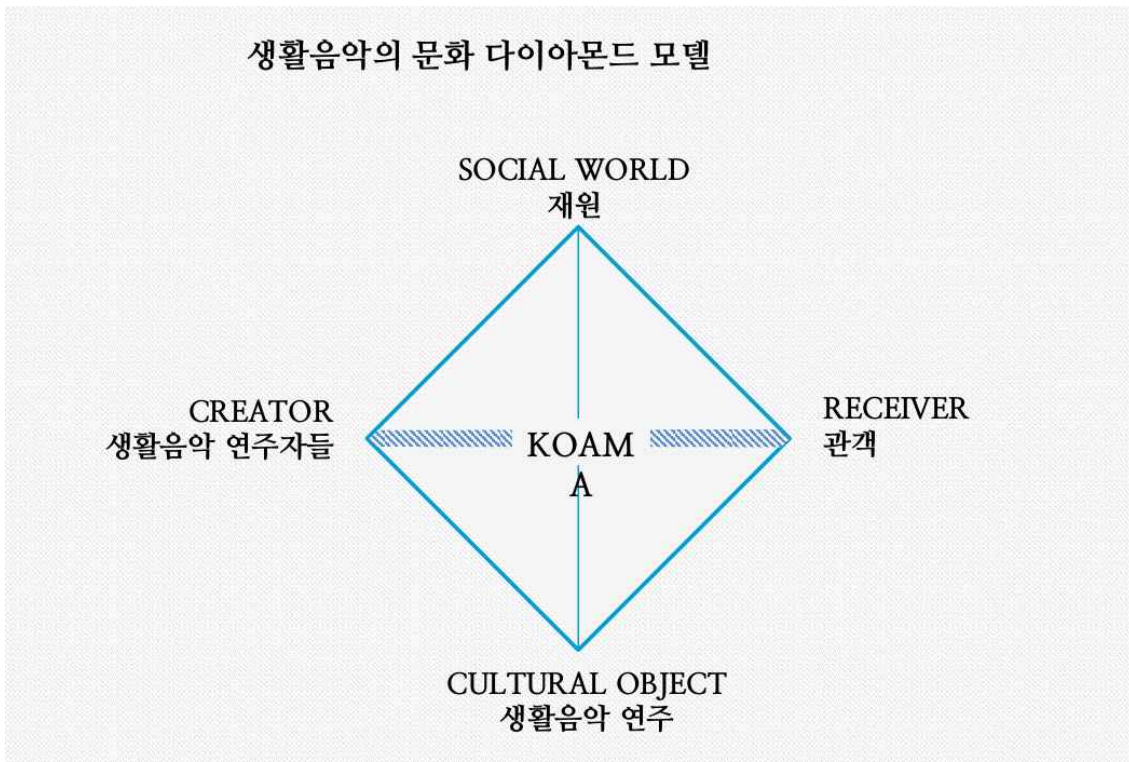 생활음악의 문화 다이아몬드 모델
SOCIAL WORLD
재원
CREATOR
생활음악 연주자들
KOAM
A
RECEIVER
관객
CULTURAL OBJECT
생활음악 연주